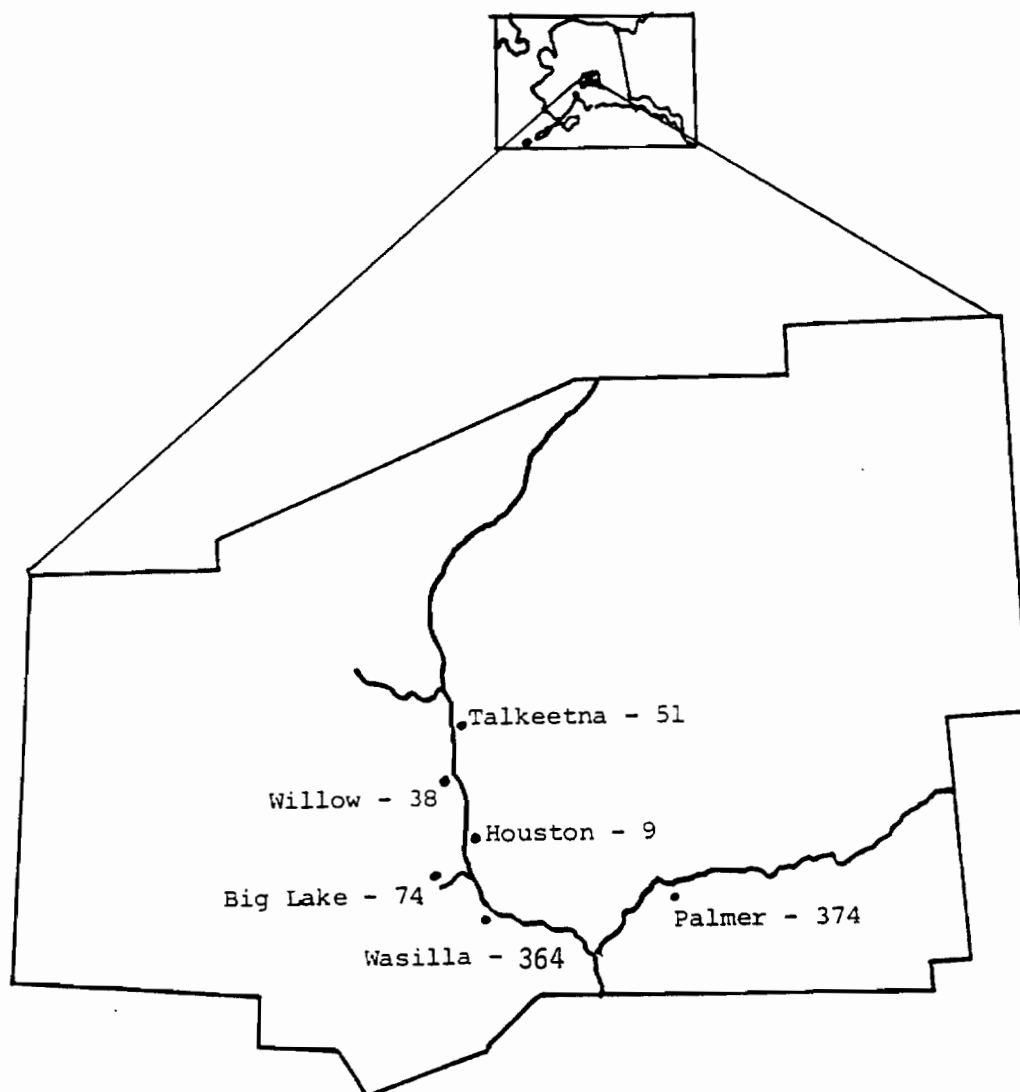 Talkeetna - 51
Willow - 38
Houston - 9
Big Lake - 74
Palmer - 374
Wasilla - 364